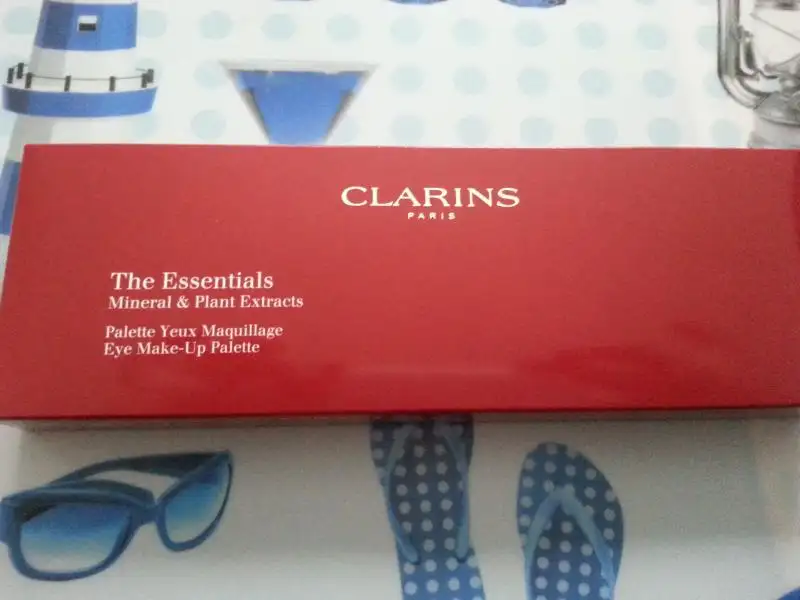 CLARINS
PARIS
The Essentials
Mineral & Plant Extracts
Palette Yeux Maquillage
Eye Make-Up Palette